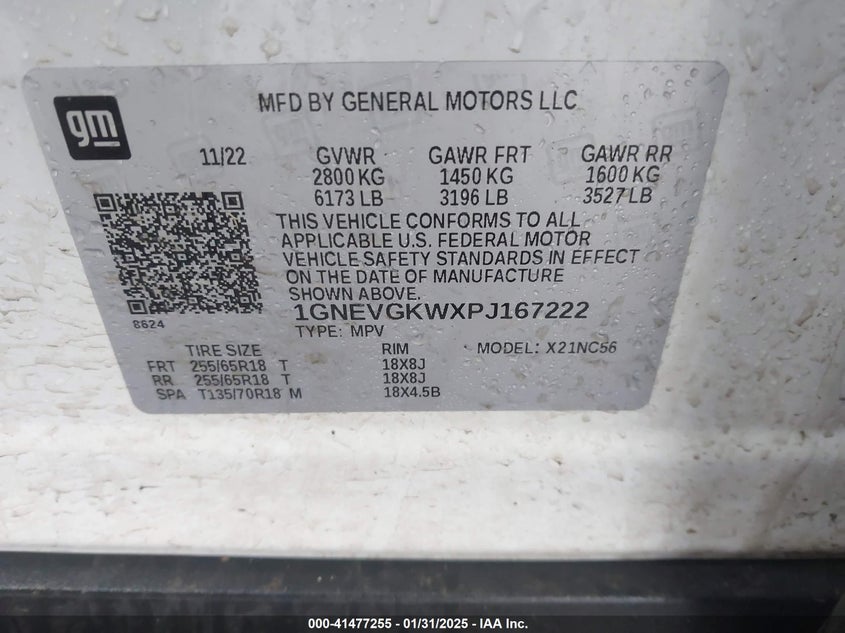 gm
MFD BY GENERAL MOTORS LLC
11/22 GVWR GAWR FRT GAWR RR
2800 KG 1450 KG 1600 KG
6173 LB 3196 LB 3527 LB
THIS VEHICLE CONFORMS TO ALL
APPLICABLE U.S. FEDERAL MOTOR
VEHICLE SAFETY STANDARDS IN EFFECT
ON THE DATE OF MANUFACTURE
SHOWN ABOVE.
1GNEVGKWXPJ167222
8624
TYPE: MPV
TIRE SIZE RIM MODEL: X21NC56
FRT 255/65R18 T 18X8J
RR 255/65R18 T 18X8J
SPA T135/70R18 M 18X4.5B
000-41477255 - 01/31/2025 - IAA Inc.